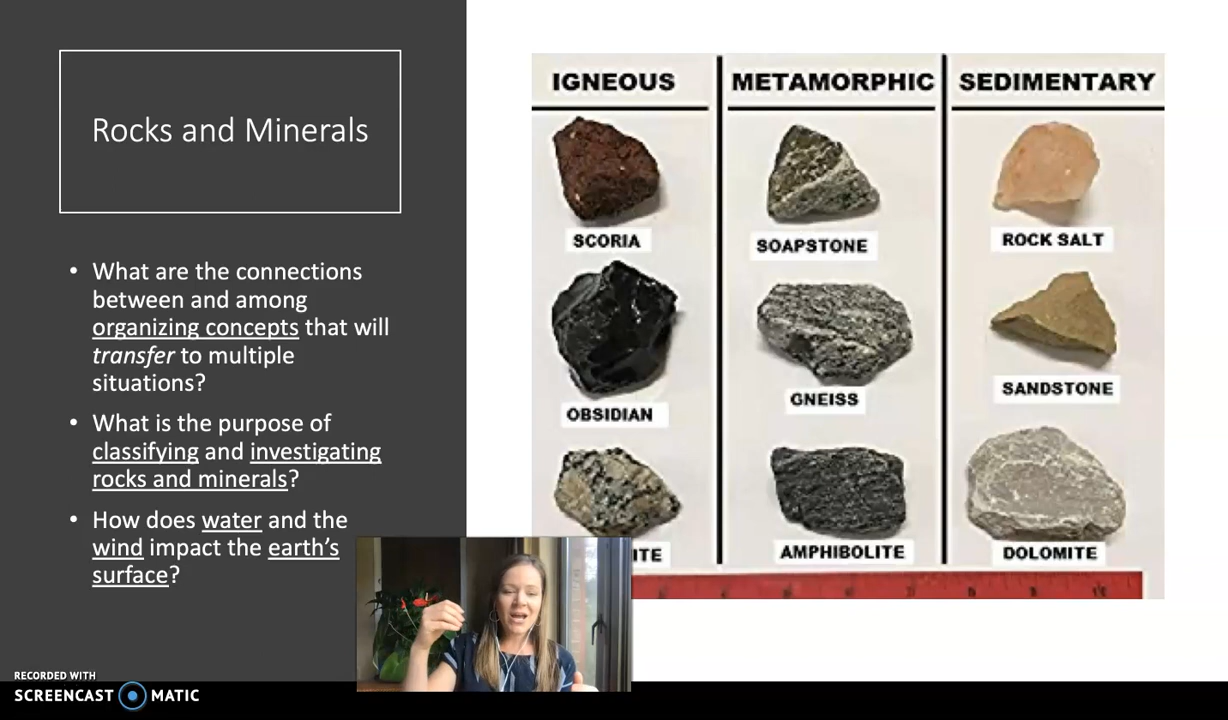 Rocks and Minerals
• What are the connections
between and among
organizing concepts that will
transfer to multiple
situations?
• What is the purpose of
classifying and investigating
rocks and minerals?
• How does water and the
wind impact the earth's
surface?
IGNEOUS
METAMORPHIC
SEDIMENTARY
SCORIA
SOAPSTONE
ROCK SALT
OBSIDIAN
GNEISS
SANDSTONE
ITE
AMPHIBOLITE
DOLOMITE
RECORDED WITH
SCREENCAST MATIC